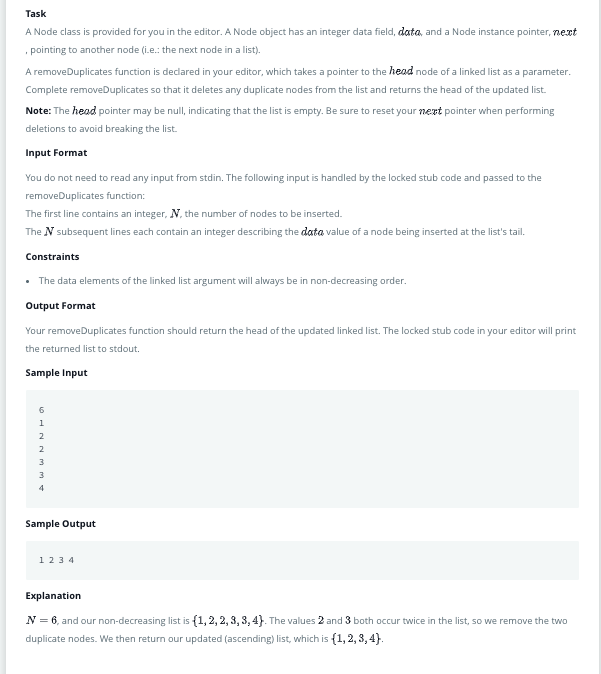 Task
A Node class is provided for you in the editor. A Node object has an integer data field, data, and a Node instance pointer, next
, pointing to another node (i.e.: the next node in a list).
A removeDuplicates function is declared in your editor, which takes a pointer to the head node of a linked list as a parameter.
Complete removeDuplicates so that it deletes any duplicate nodes from the list and returns the head of the updated list.
Note: The head pointer may be null, indicating that the list is empty. Be sure to reset your next pointer when performing
deletions to avoid breaking the list.
Input Format
You do not need to read any input from stdin. The following input is handled by the locked stub code and passed to the
removeDuplicates function:
The first line contains an integer, N, the number of nodes to be inserted.
The N subsequent lines each contain an integer describing the data value of a node being inserted at the list's tail.
Constraints
• The data elements of the linked list argument will always be in non-decreasing order.
Output Format
Your removeDuplicates function should return the head of the updated linked list. The locked stub code in your editor will print
the returned list to stdout.
Sample Input
6
1
2
2
3
3
4
Sample Output
1 2 3 4
Explanation
N = 6, and our non-decreasing list is {1, 2, 2, 3, 3, 4}. The values 2 and 3 both occur twice in the list, so we remove the two
duplicate nodes. We then return our updated (ascending) list, which is {1, 2, 3, 4}.